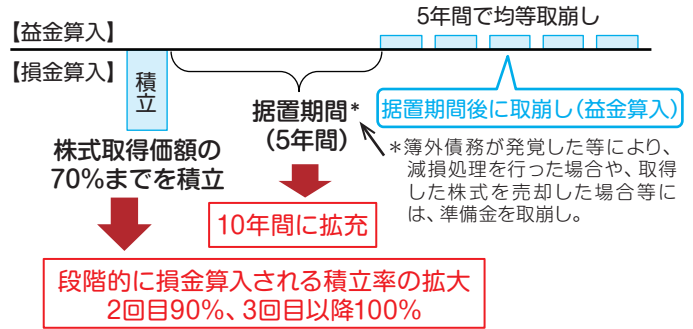 5年間で均等取崩し
【益金算入】
【損金算入】
積立
据置期間*
(5年間)
据置期間後に取崩し(益金算入)
株式取得価額の
70%までを積立
*簿外債務が発覚した等により、
減損処理を行った場合や、取得
した株式を売却した場合等に
は、準備金を取崩し。
10年間に拡充
段階的に損金算入される積立率の拡大
2回目90%、3回目以降100%